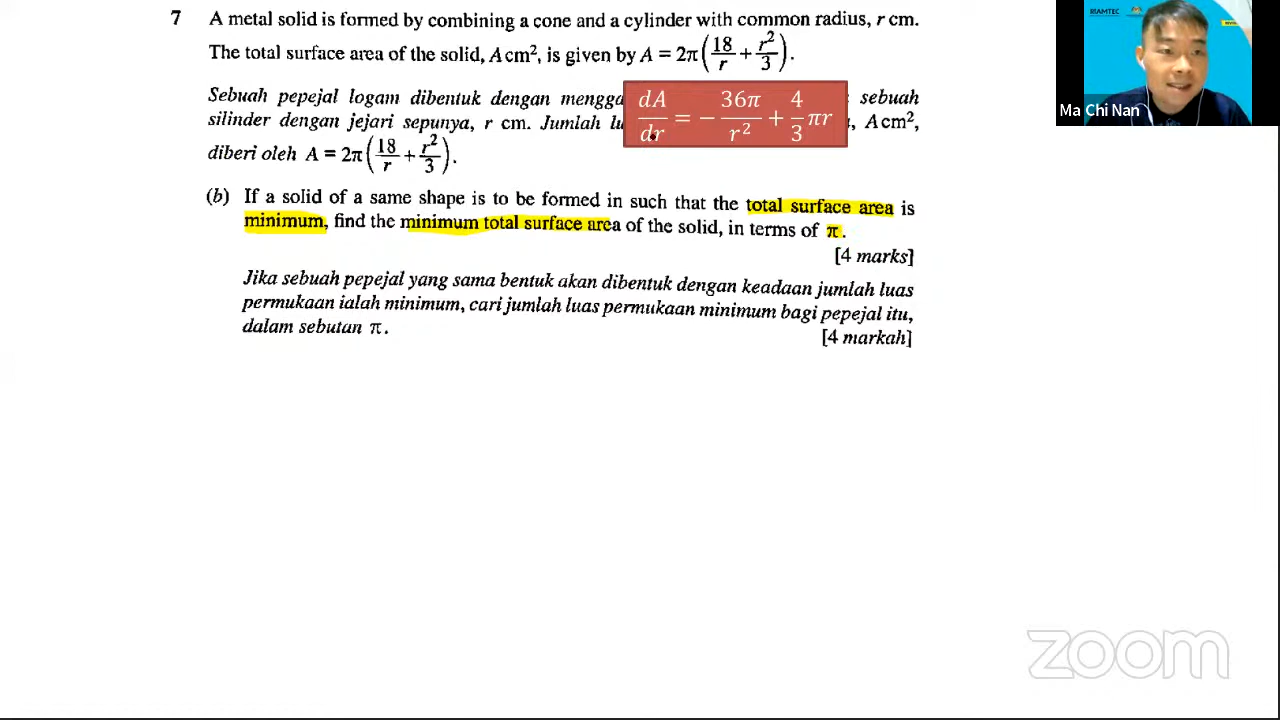 7 A metal solid is formed by combining a cone and a cylinder with common radius, r cm.
The total surface area of the solid, A cm², is given by A = 2π(18/r + r²/3).
Sebuah pepejal logam dibentuk dengan mengga sebuah
silinder dengan jejari sepunya, r cm. Jumlah lu , A cm²,
diberi oleh A = 2π(18/r + r²/3).
dA/dr = − 36π/r² + 4/3 πr
(b) If a solid of a same shape is to be formed in such that the total surface area is
minimum, find the minimum total surface area of the solid, in terms of π.
[4 marks]
Jika sebuah pepejal yang sama bentuk akan dibentuk dengan keadaan jumlah luas
permukaan ialah minimum, cari jumlah luas permukaan minimum bagi pepejal itu,
dalam sebutan π.
[4 markah]
Ma Chi Nan
zoom